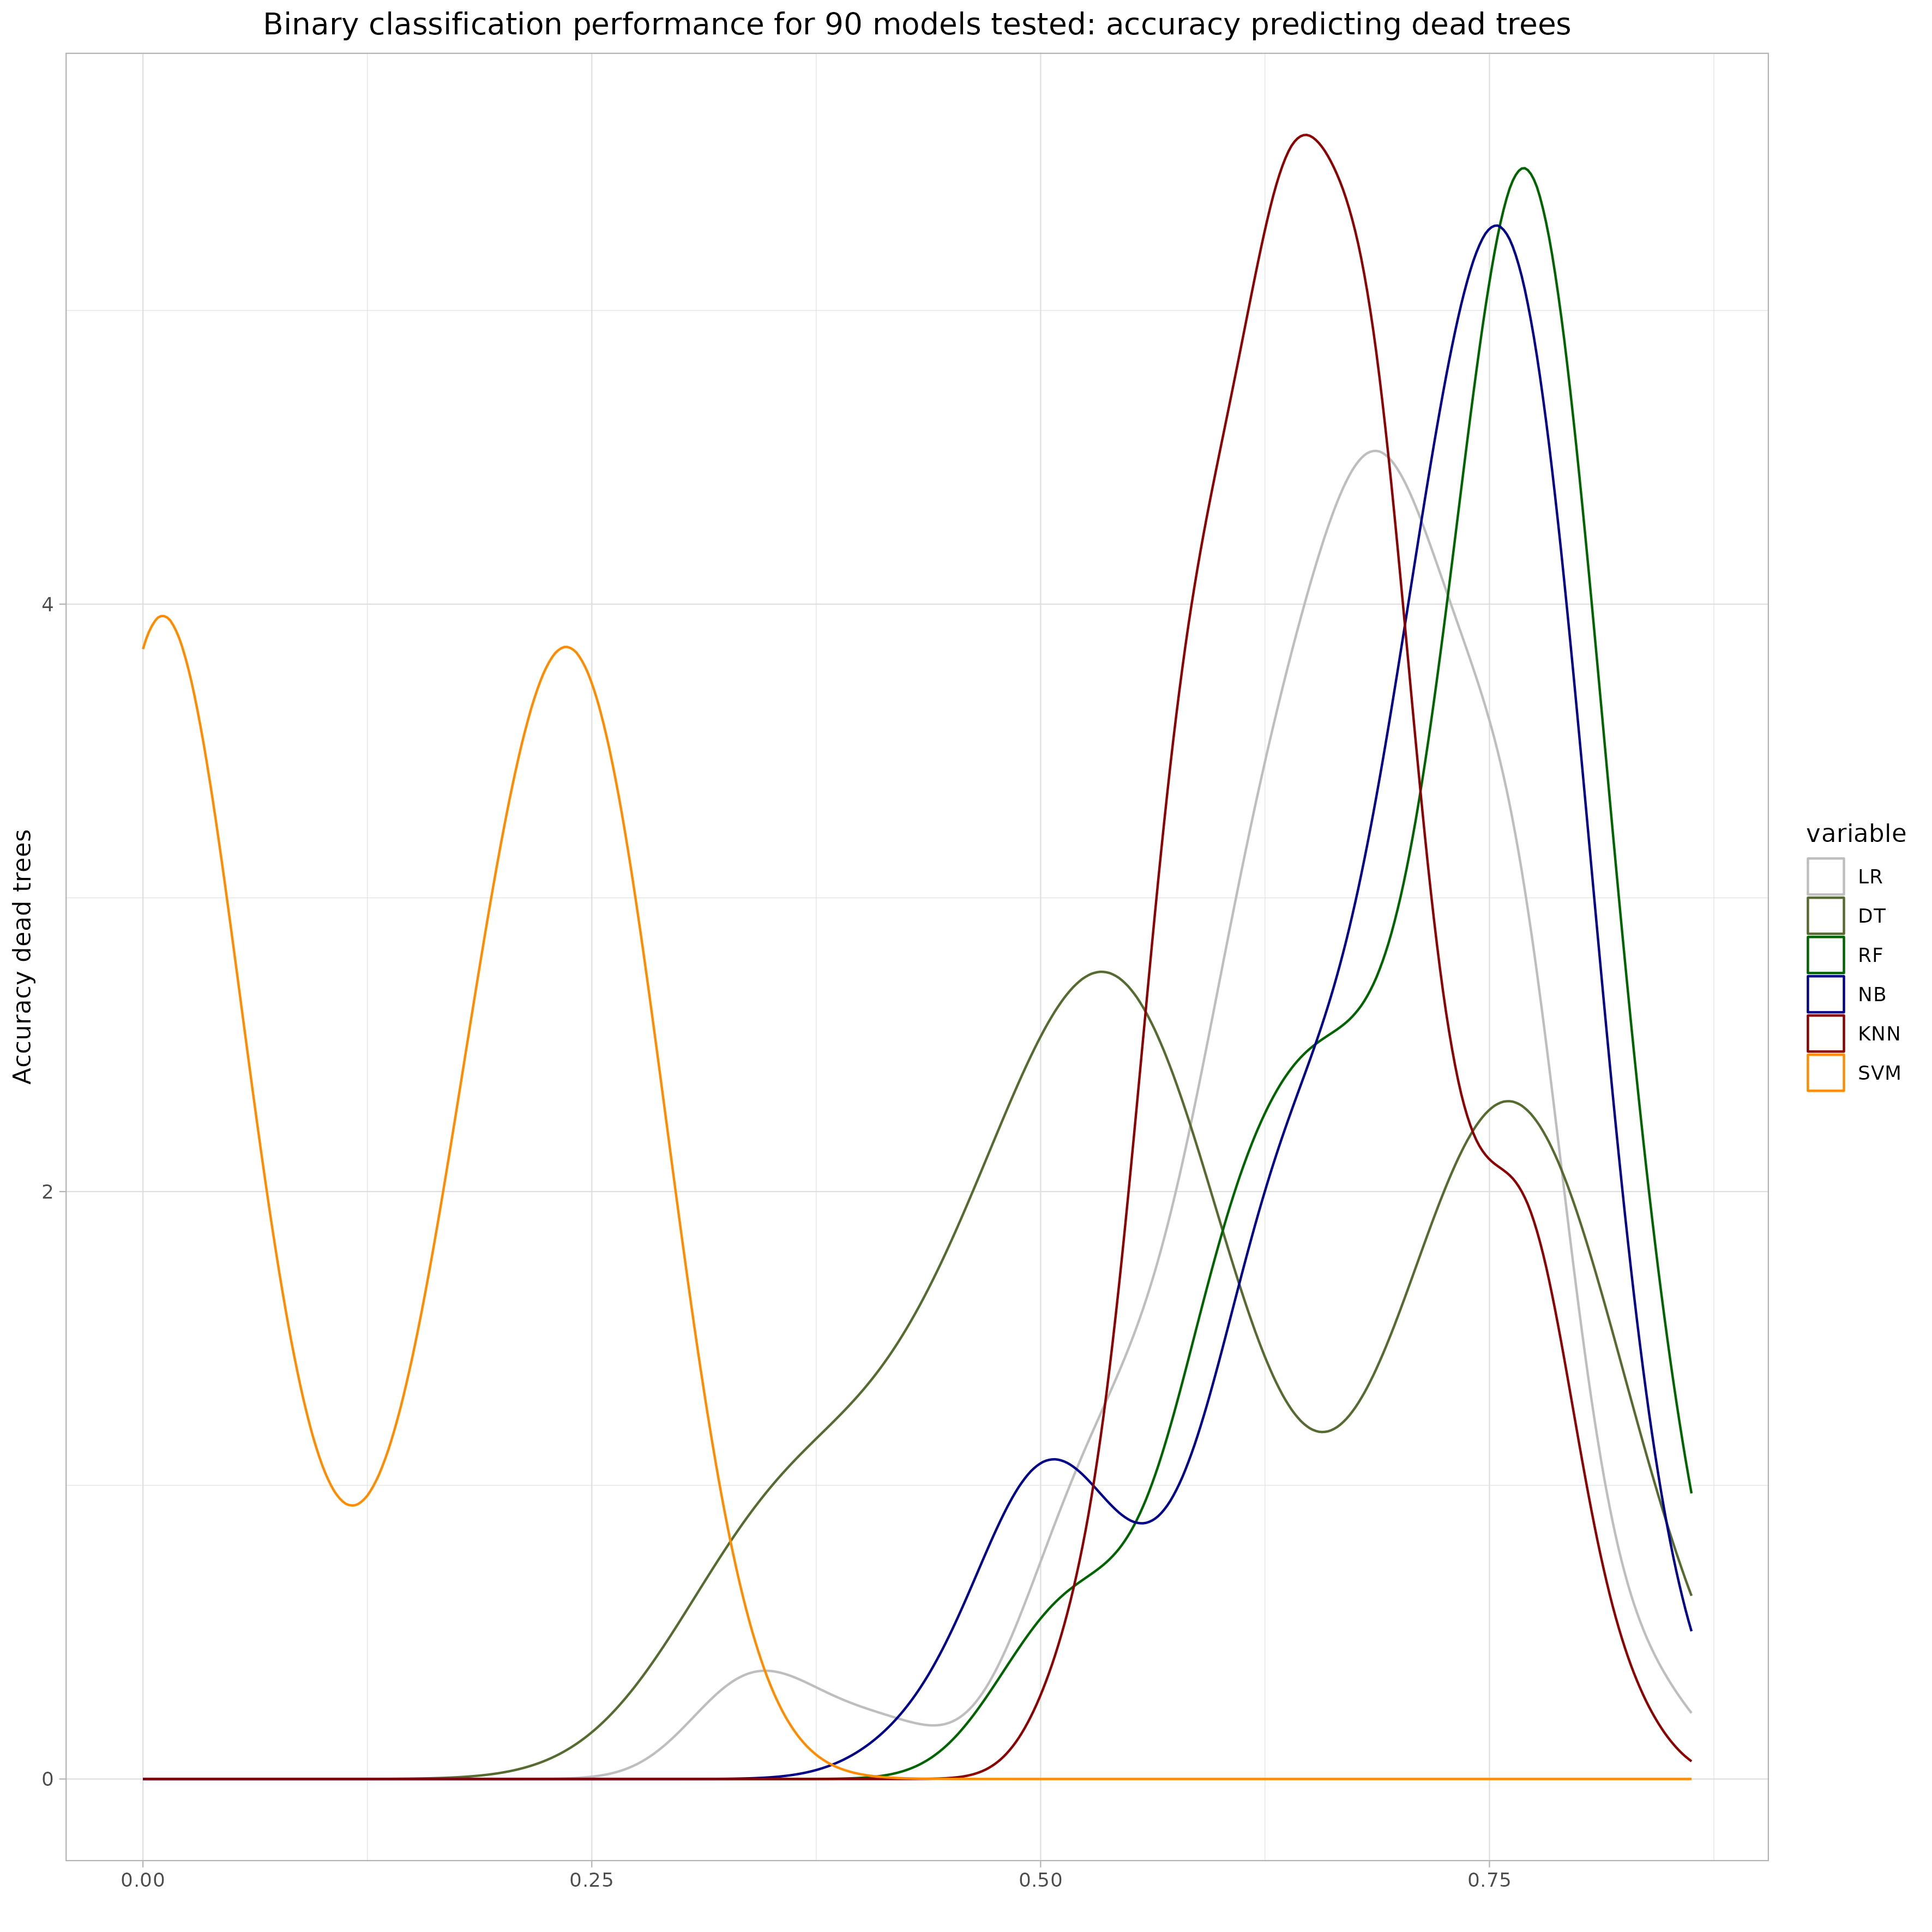 Binary classification performance for 90 models tested: accuracy predicting dead trees
Accuracy dead trees
4
2
0
0.00
0.25
0.50
0.75
variable
LR
DT
RF
NB
KNN
SVM